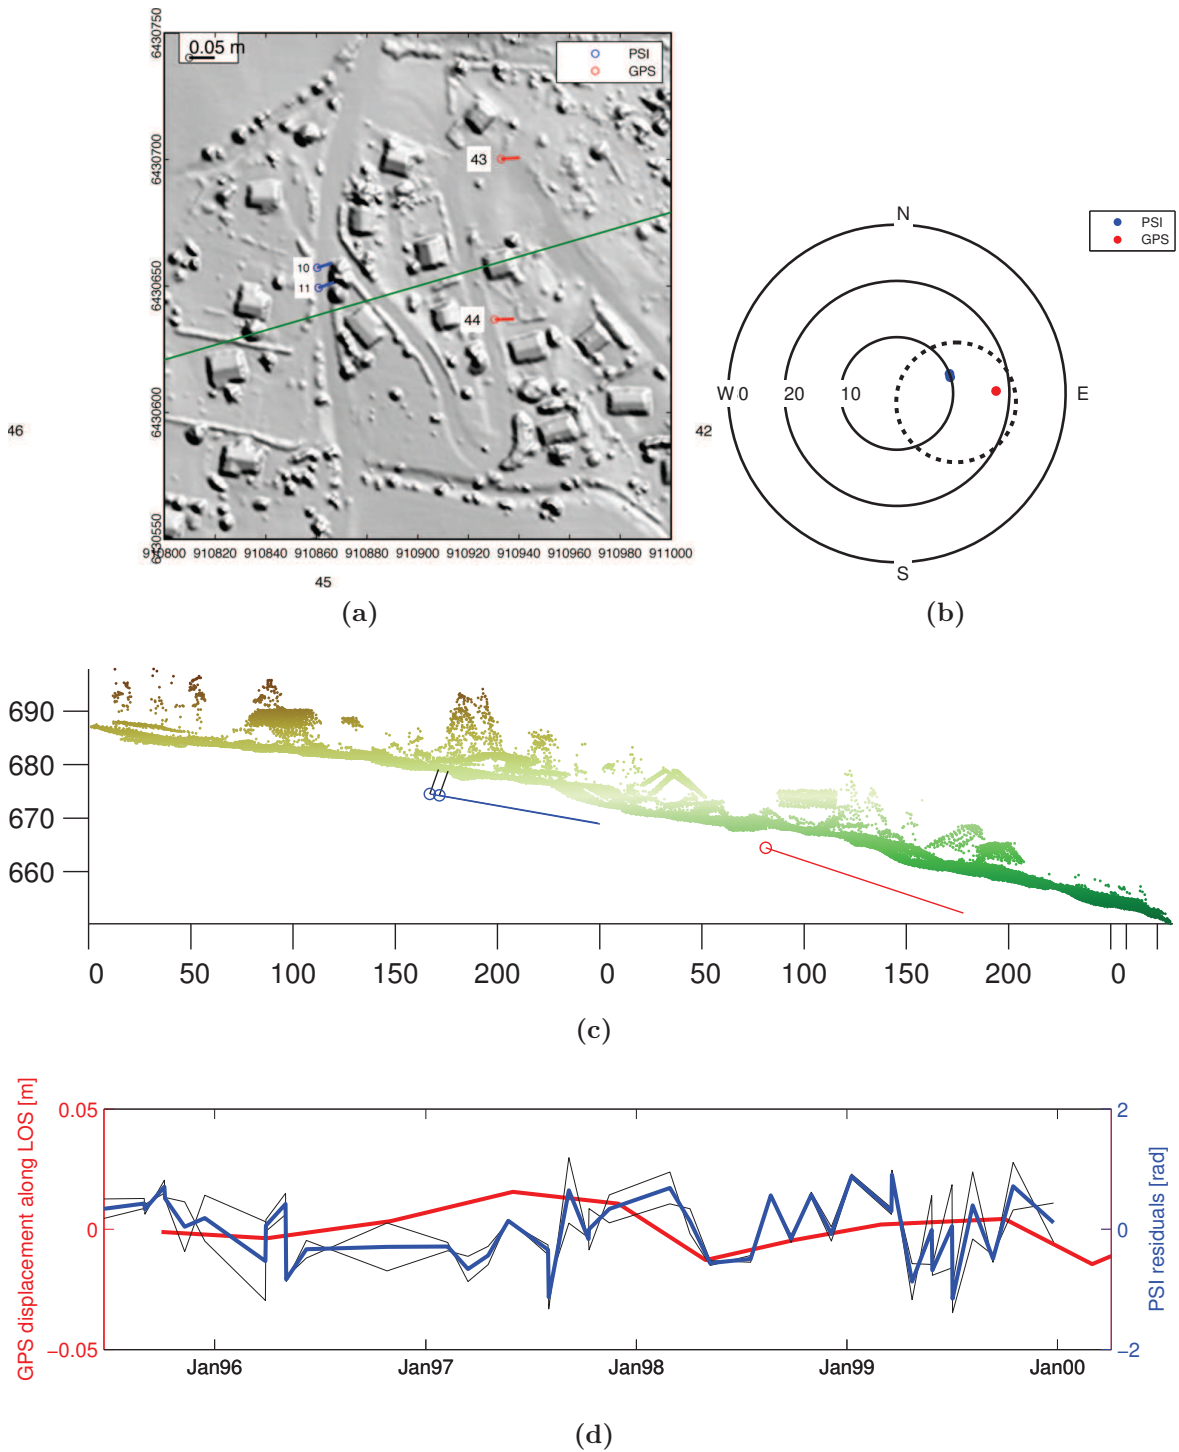 6430750
6430700
6430650
6430600
6430550
0.05 m
PSI
GPS
43
10
11
44
46
42
910800 910820 910840 910860 910880 910900 910920 910940 910960 910980 911000
45
(a)
PSI
GPS
N
W 0 20 10 E
S
(b)
690
680
670
660
0 50 100 150 200 0 50 100 150 200 0
(c)
GPS displacement along LOS [m]
0.05
0
−0.05
2
0
−2
PSI residuals [rad]
Jan96 Jan97 Jan98 Jan99 Jan00
(d)